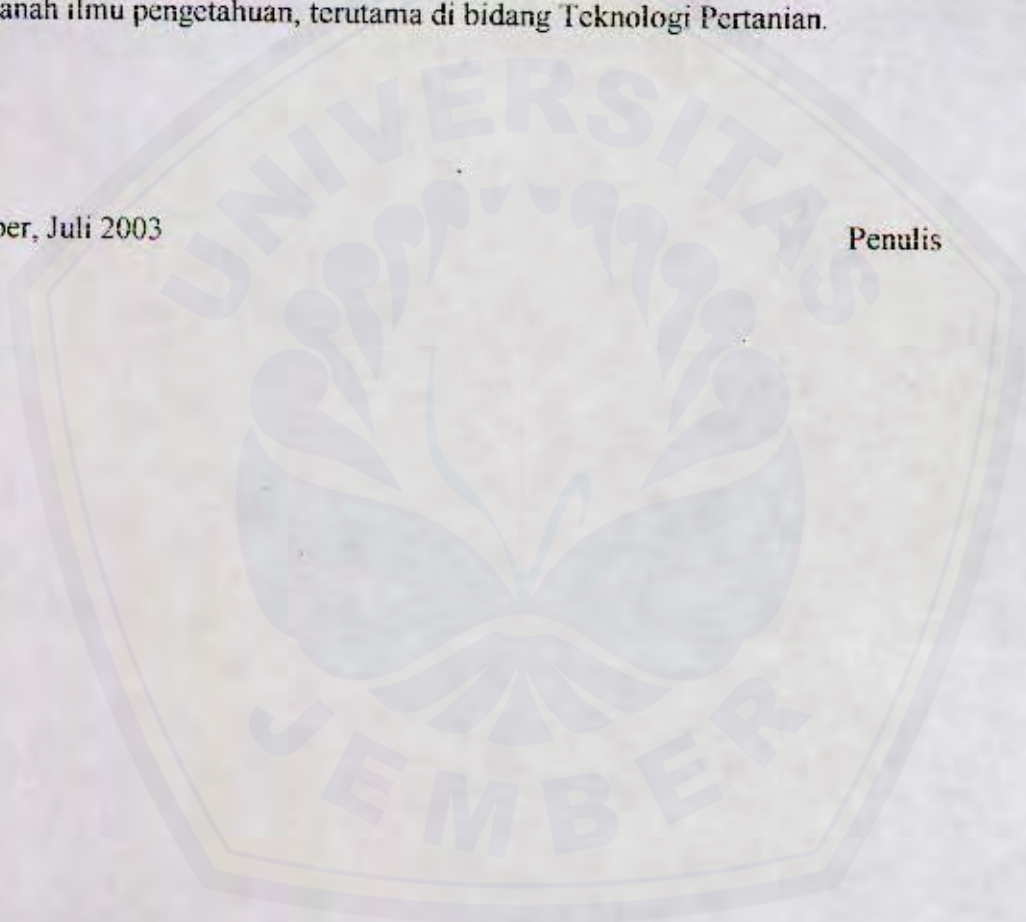 anah ilmu pengetahuan, terutama di bidang Teknologi Pertanian.
UNIVERSITAS
ber, Juli 2003
Penulis
JEMBER